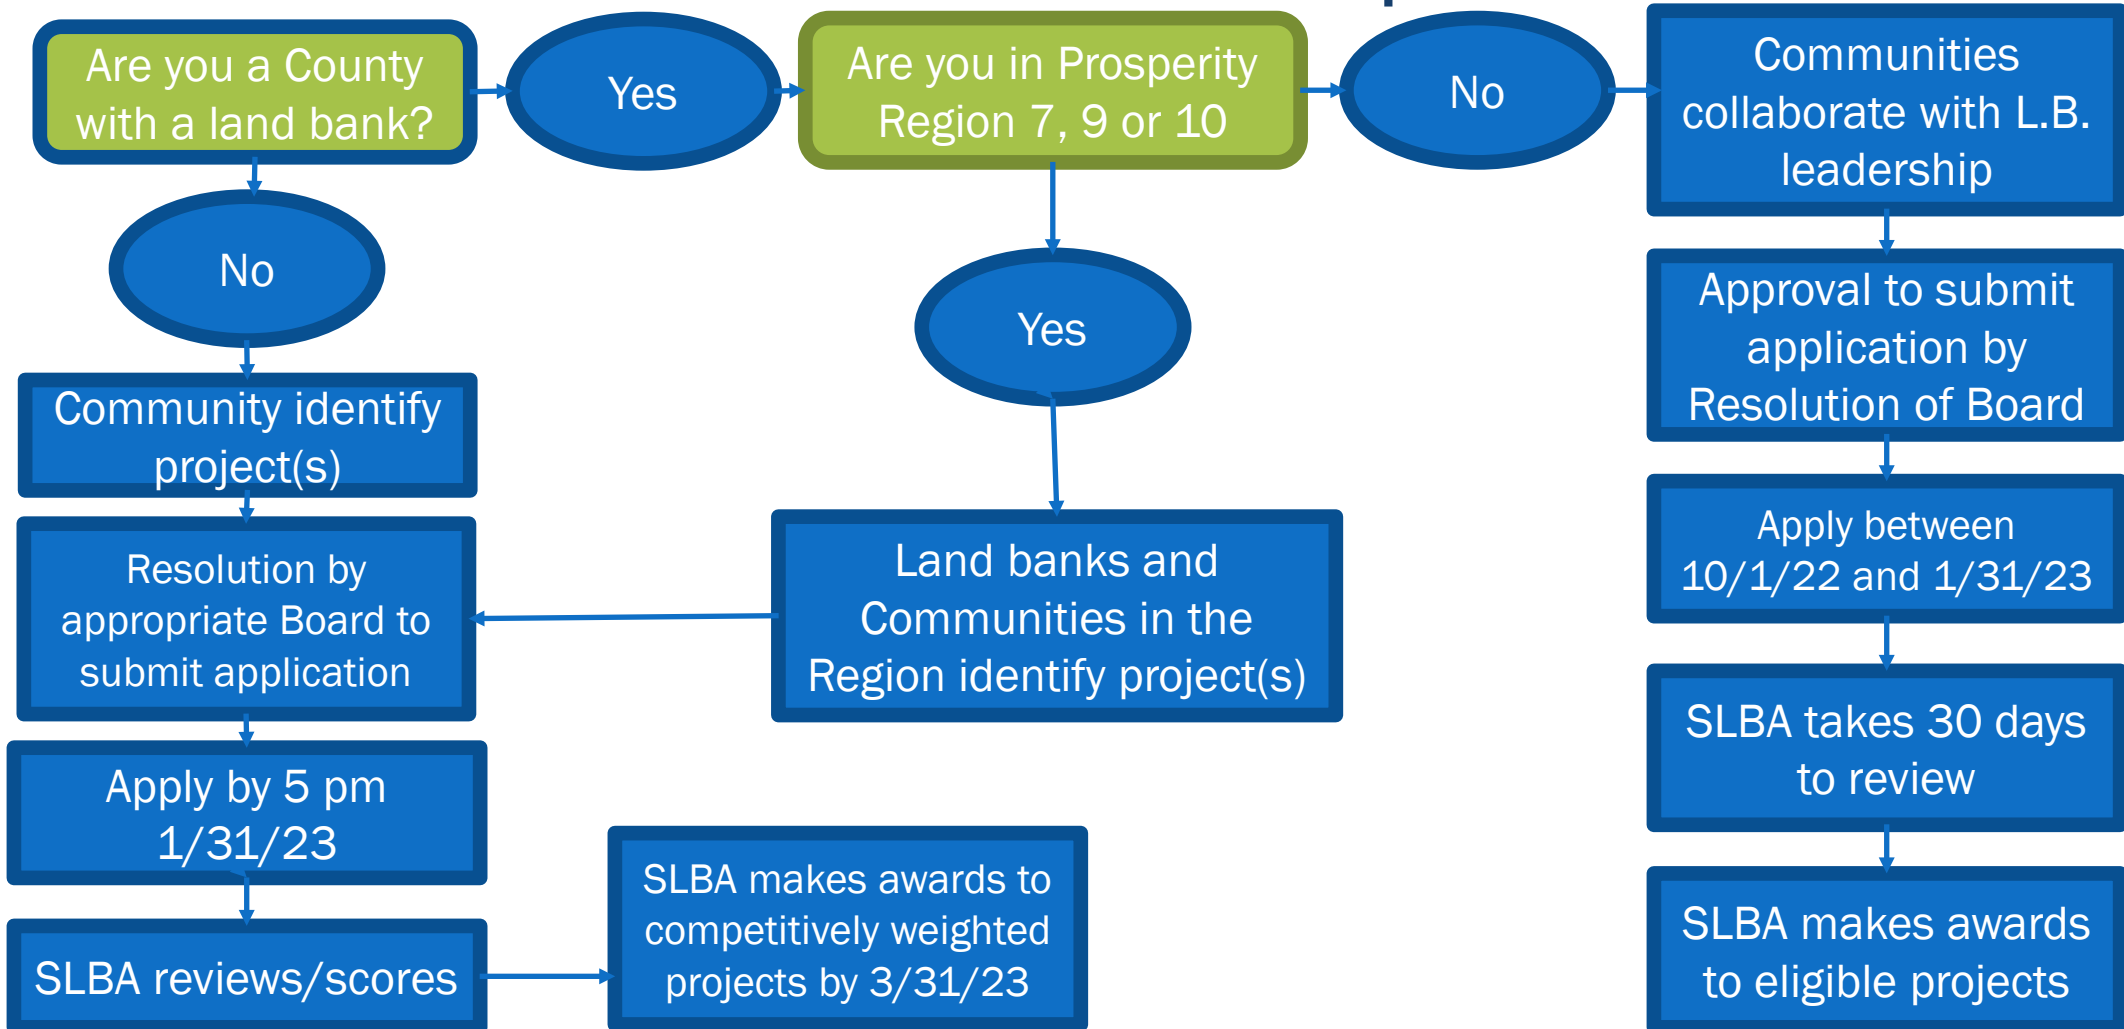 Are you a County
with a land bank?
Yes
Are you in Prosperity
Region 7, 9 or 10
No
Communities
collaborate with L.B.
leadership
No
Yes
Approval to submit
application by
Resolution of Board
Community identify
project(s)
Apply between
10/1/22 and 1/31/23
Resolution by
appropriate Board to
submit application
Land banks and
Communities in the
Region identify project(s)
SLBA takes 30 days
to review
Apply by 5 pm
1/31/23
SLBA makes awards to
competitively weighted
projects by 3/31/23
SLBA reviews/scores
SLBA makes awards
to eligible projects